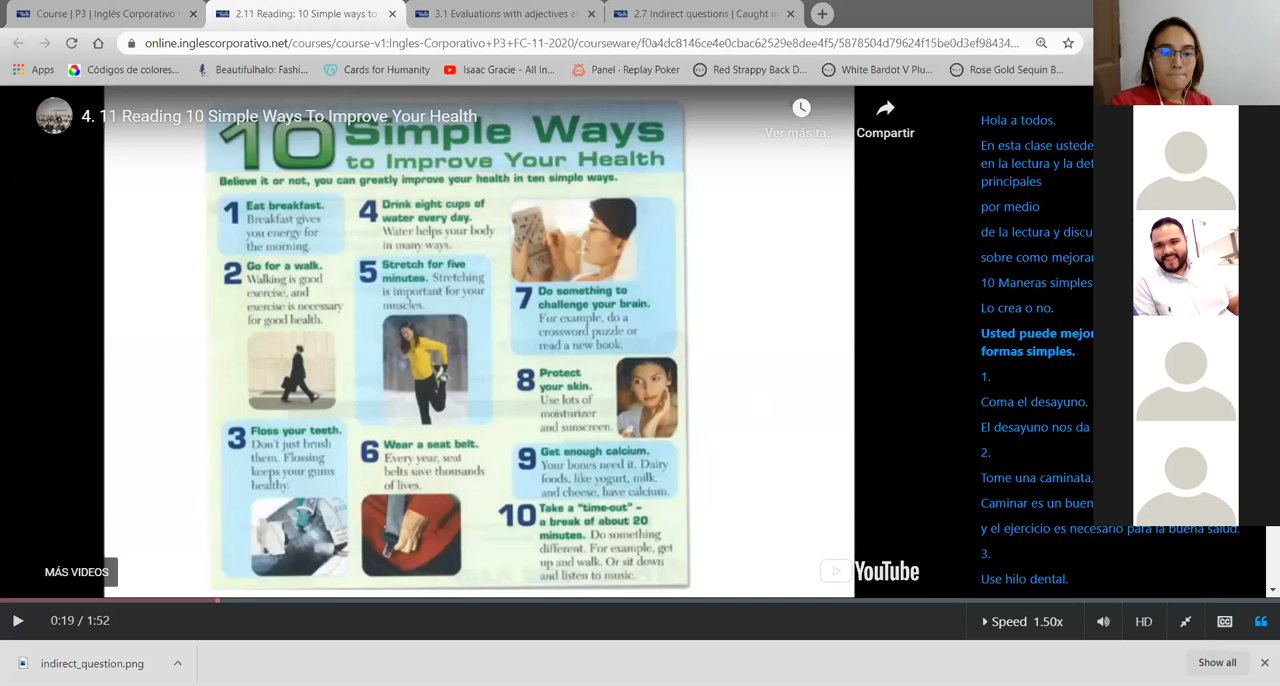 Course | P3 | Inglés Corporativo
2.11 Reading: 10 Simple ways to
3.1 Evaluations with adjectives
2.7 Indirect questions | Caught in
online.inglescorporativo.net/courses/course-v1:Ingles-Corporativo+P3+FC-11-2020/courseware/f0a4dc8146ce4e0cbac62529e8dee4f5/5878504d79624f15be0d3ef98434...
Apps
Códigos de colores...
Beautifulhalo: Fashi...
Cards for Humanity
Isaac Gracie - All In...
Panel · Replay Poker
Red Strappy Back D...
White Bardot V Plu...
Rose Gold Sequin B...
4. 11 Reading 10 Simple Ways To Improve Your Health
Ver más ta...
Compartir
10 Simple Ways
to Improve Your Health
Believe it or not, you can greatly improve your health in ten simple ways.
1 Eat breakfast.
Breakfast gives
you energy for
the morning.
2 Go for a walk.
Walking is good
exercise, and
exercise is necessary
for good health.
3 Floss your teeth.
Don't just brush
them. Flossing
keeps your gums
healthy.
4 Drink eight cups of
water every day.
Water helps your body
in many ways.
5 Stretch for five
minutes. Stretching
is important for your
muscles.
6 Wear a seat belt.
Every year, seat
belts save thousands
of lives.
7 Do something to
challenge your brain.
For example, do a
crossword puzzle or
read a new book.
8 Protect
your skin.
Use lots of
moisturizer
and sunscreen.
9 Get enough calcium.
Your bones need it. Dairy
foods, like yogurt, milk,
and cheese, have calcium.
10 Take a "time-out" –
a break of about 20
minutes. Do something
different. For example, get
up and walk. Or sit down
and listen to music.
MÁS VIDEOS
YouTube
Hola a todos.
En esta clase ustede
en la lectura y la det
principales
por medio
de la lectura y discu
sobre como mejorar
10 Maneras simples
Lo crea o no.
Usted puede mejor
formas simples.
1.
Coma el desayuno.
El desayuno nos da
2.
Tome una caminata.
Caminar es un buen
y el ejercicio es necesario para la buena salud.
3.
Use hilo dental.
0:19 / 1:52
Speed 1.50x
HD
CC
indirect_question.png
Show all